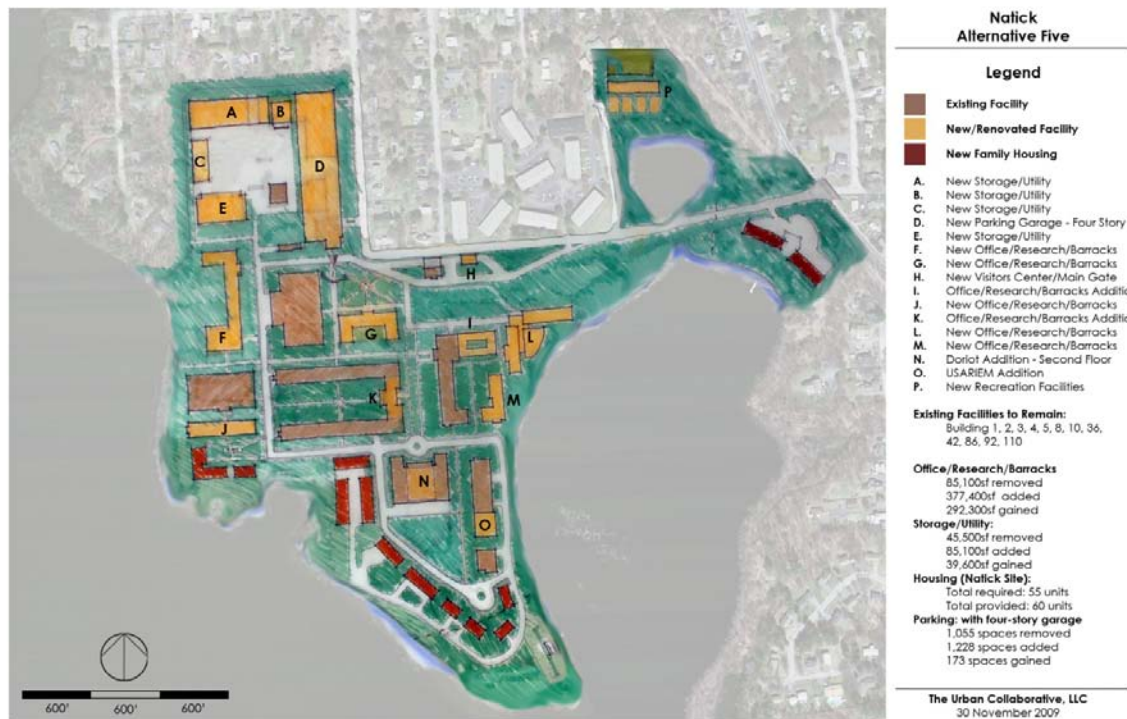 Natick
Alternative Five
Legend
Existing Facility
New/Renovated Facility
New Family Housing
A. New Storage/Utility
B. New Storage/Utility
C. New Storage/Utility
D. New Parking Garage - Four Story
E. New Storage/Utility
F. New Office/Research/Barracks
G. New Office/Research/Barracks
H. New Visitors Center/Main Gate
I. Office/Research/Barracks Additio
J. New Office/Research/Barracks
K. Office/Research/Barracks Additio
L. New Office/Research/Barracks
M. New Office/Research/Barracks
N. Doriot Addition - Second Floor
O. USARIEM Addition
P. New Recreation Facilities
Existing Facilities to Remain:
Building 1, 2, 3, 4, 5, 8, 10, 36,
42, 86, 92, 110
Office/Research/Barracks
85,100sf removed
377,400sf added
292,300sf gained
Storage/Utility:
45,500sf removed
85,100sf added
39,600sf gained
Housing (Natick Site):
Total required: 55 units
Total provided: 60 units
Parking: with four-story garage
1,055 spaces removed
1,228 spaces added
173 spaces gained
The Urban Collaborative, LLC
30 November 2009
A
B
P
C
D
E
H
F
G
I
L
K
M
J
N
O
600' 600' 600'